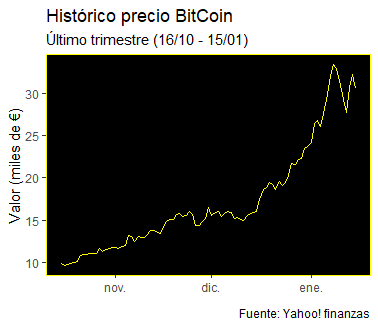 Histórico precio BitCoin
Último trimestre (16/10 - 15/01)
Valor (miles de €)
30
25
20
15
10
nov.
dic.
ene.
Fuente: Yahoo! finanzas